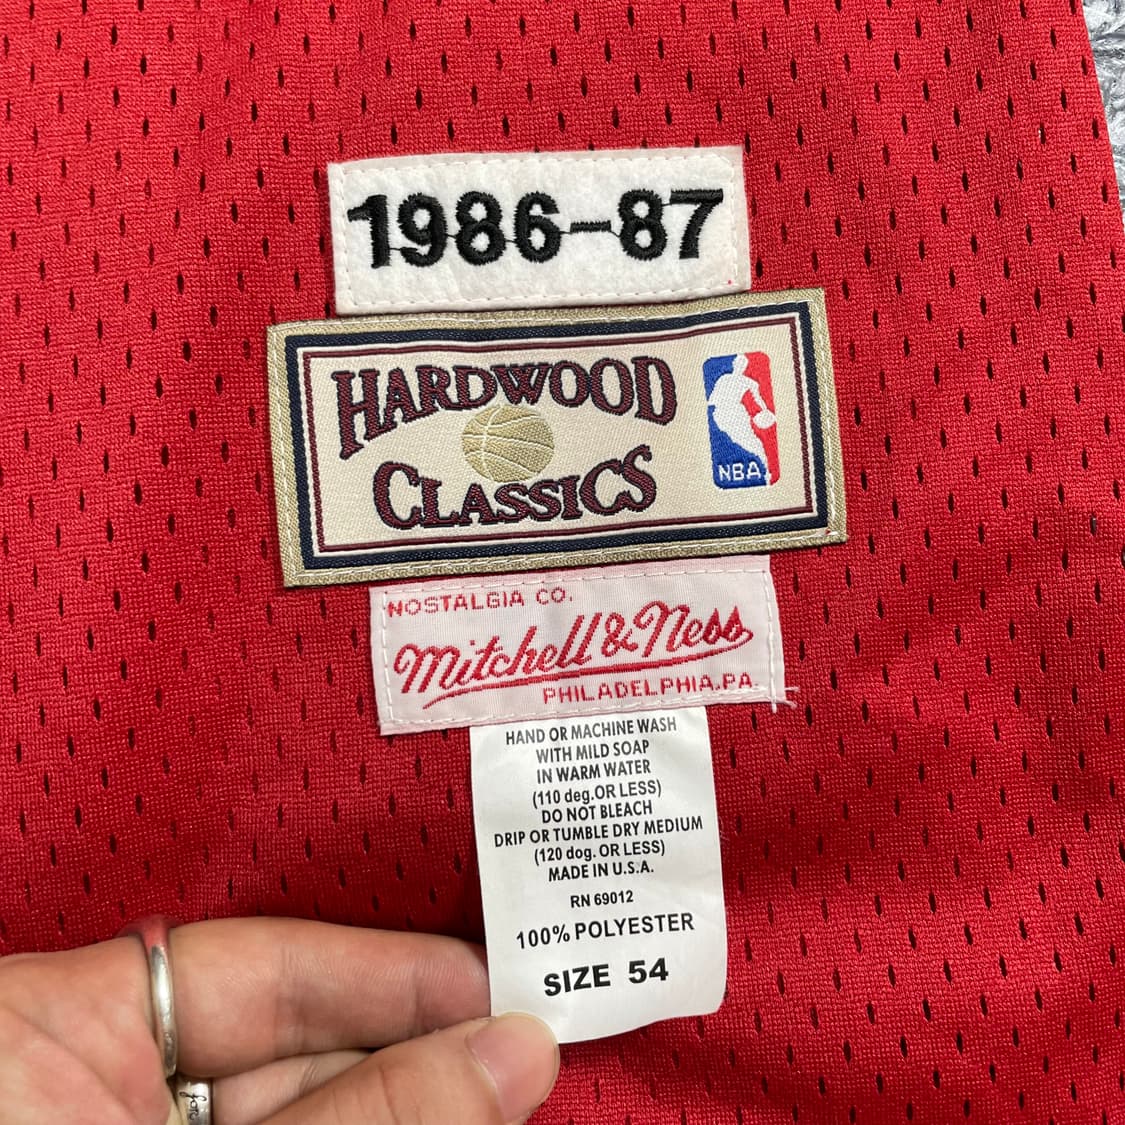 1986-87
HARDWOOD
CLASSICS
NBA
NOSTALGIA CO.
Mitchell & Ness
PHILADELPHIA, PA.
HAND OR MACHINE WASH
WITH MILD SOAP
IN WARM WATER
(110 deg.OR LESS)
DO NOT BLEACH
DRIP OR TUMBLE DRY MEDIUM
(120 dog. OR LESS)
MADE IN U.S.A.
RN 69012
100% POLYESTER
SIZE 54